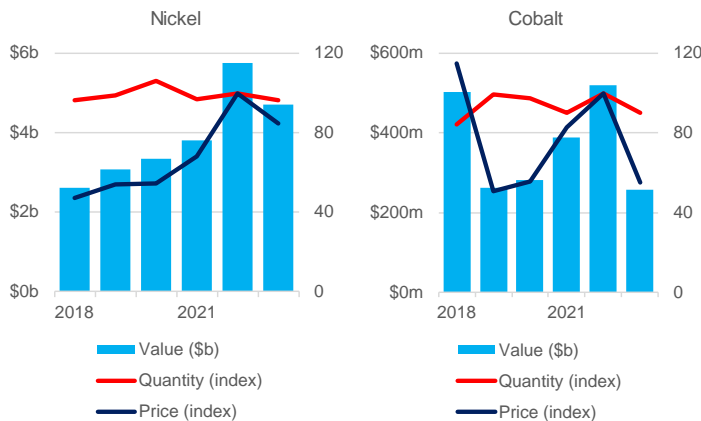 Nickel
$6b
$4b
$2b
$0b
120
80
40
0
2018
2021
Value ($b)
Quantity (index)
Price (index)
Cobalt
$600m
$400m
$200m
$0m
120
80
40
0
2018
2021
Value ($b)
Quantity (index)
Price (index)